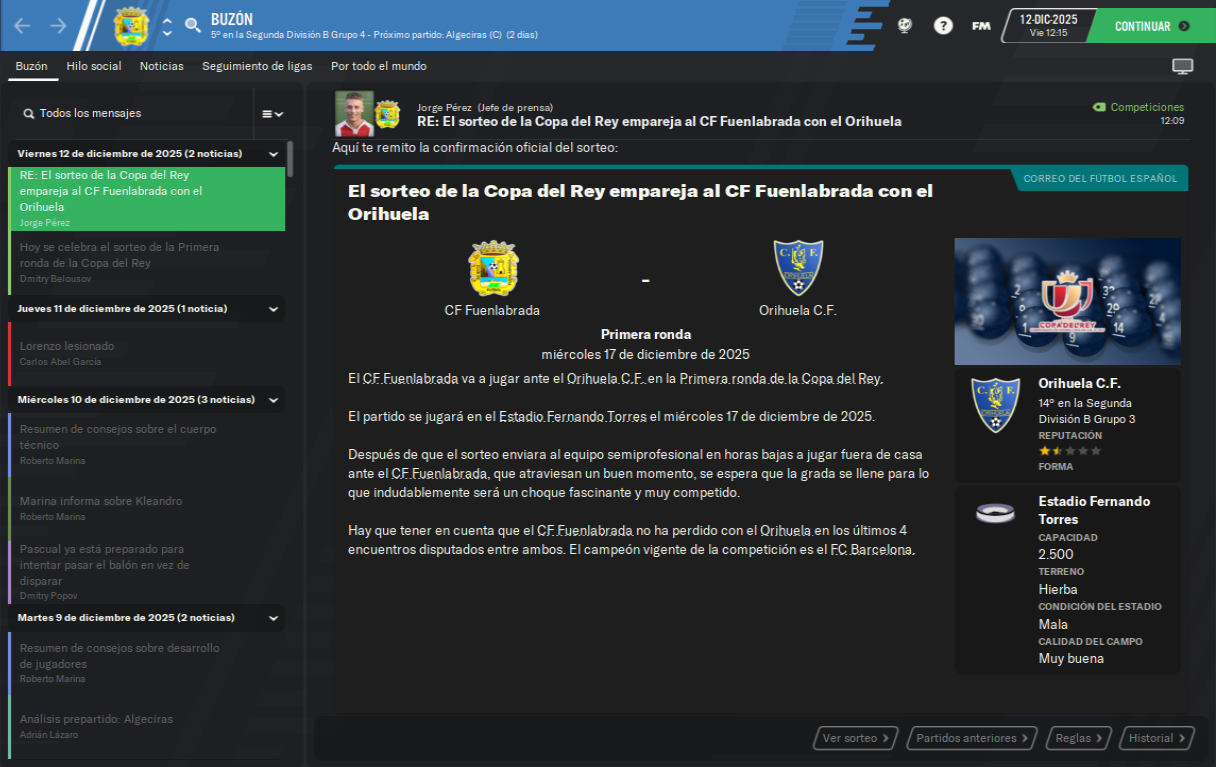 BUZÓN
5º en la Segunda División B Grupo 4 - Próximo partido: Algeciras (C) (2 días)
FM
12-DIC-2025
Vie 12:15
CONTINUAR
Buzón
Hilo social
Noticias
Seguimiento de ligas
Por todo el mundo
Todos los mensajes
Viernes 12 de diciembre de 2025 (2 noticias)
RE: El sorteo de la Copa del Rey
empareja al CF Fuenlabrada con el
Orihuela
Jorge Pérez
Hoy se celebra el sorteo de la Primera
ronda de la Copa del Rey
Dmitry Belousov
Jueves 11 de diciembre de 2025 (1 noticia)
Lorenzo lesionado
Carlos Abel García
Miércoles 10 de diciembre de 2025 (3 noticias)
Resumen de consejos sobre el cuerpo
técnico
Roberto Marina
Marina informa sobre Kleandro
Roberto Marina
Pascual ya está preparado para
intentar pasar el balón en vez de
disparar
Dmitry Popov
Martes 9 de diciembre de 2025 (2 noticias)
Resumen de consejos sobre desarrollo
de jugadores
Roberto Marina
Análisis prepartido: Algeciras
Adrián Lázaro
Jorge Pérez (Jefe de prensa)
RE: El sorteo de la Copa del Rey empareja al CF Fuenlabrada con el Orihuela
Competiciones
12:09
Aquí te remito la confirmación oficial del sorteo:
CORREO DEL FÚTBOL ESPAÑOL
El sorteo de la Copa del Rey empareja al CF Fuenlabrada con el
Orihuela
CF Fuenlabrada
-
Orihuela C.F.
Primera ronda
miércoles 17 de diciembre de 2025
El CF Fuenlabrada va a jugar ante el Orihuela C.F. en la Primera ronda de la Copa del Rey.
El partido se jugará en el Estadio Fernando Torres el miércoles 17 de diciembre de 2025.
Después de que el sorteo enviara al equipo semiprofesional en horas bajas a jugar fuera de casa
ante el CF Fuenlabrada, que atraviesan un buen momento, se espera que la grada se llene para lo
que indudablemente será un choque fascinante y muy competido.
Hay que tener en cuenta que el CF Fuenlabrada no ha perdido con el Orihuela en los últimos 4
encuentros disputados entre ambos. El campeón vigente de la competición es el FC Barcelona.
COPA DEL REY
Orihuela C.F.
14º en la Segunda
División B Grupo 3
REPUTACIÓN
FORMA
Estadio Fernando
Torres
CAPACIDAD
2.500
TERRENO
Hierba
CONDICIÓN DEL ESTADIO
Mala
CALIDAD DEL CAMPO
Muy buena
Ver sorteo
Partidos anteriores
Reglas
Historial